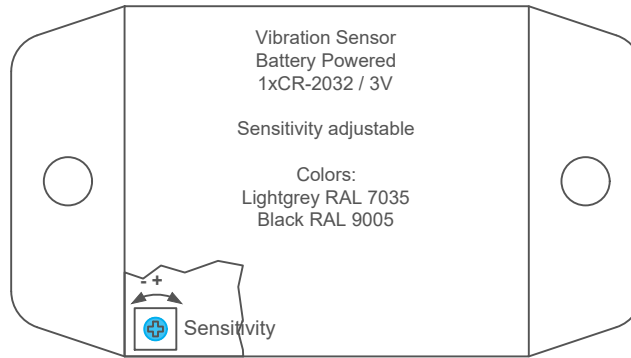 Vibration Sensor
Battery Powered
1xCR-2032 / 3V
Sensitivity adjustable
Colors:
Lightgrey RAL 7035
Black RAL 9005
- +
Sensitivity